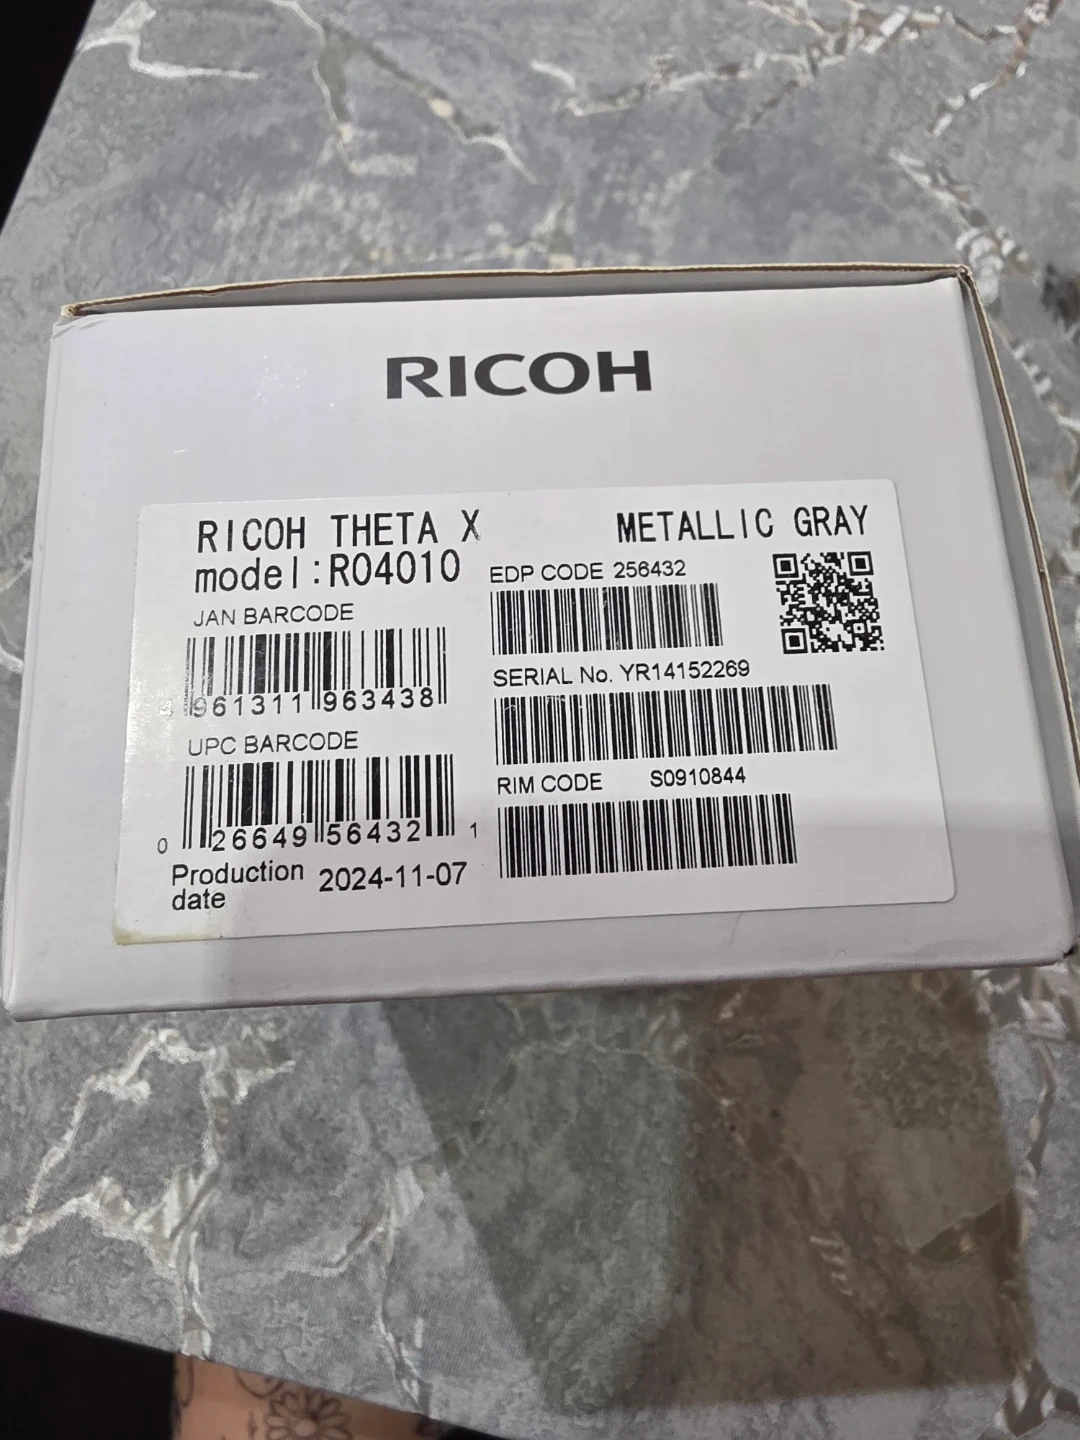 RICOH
RICOH THETA X
METALLIC GRAY
model:R04010
EDP CODE 256432
JAN BARCODE
961311 963438
SERIAL No. YR14152269
UPC BARCODE
0 26649 56432 1
RIM CODE S0910844
Production date 2024-11-07